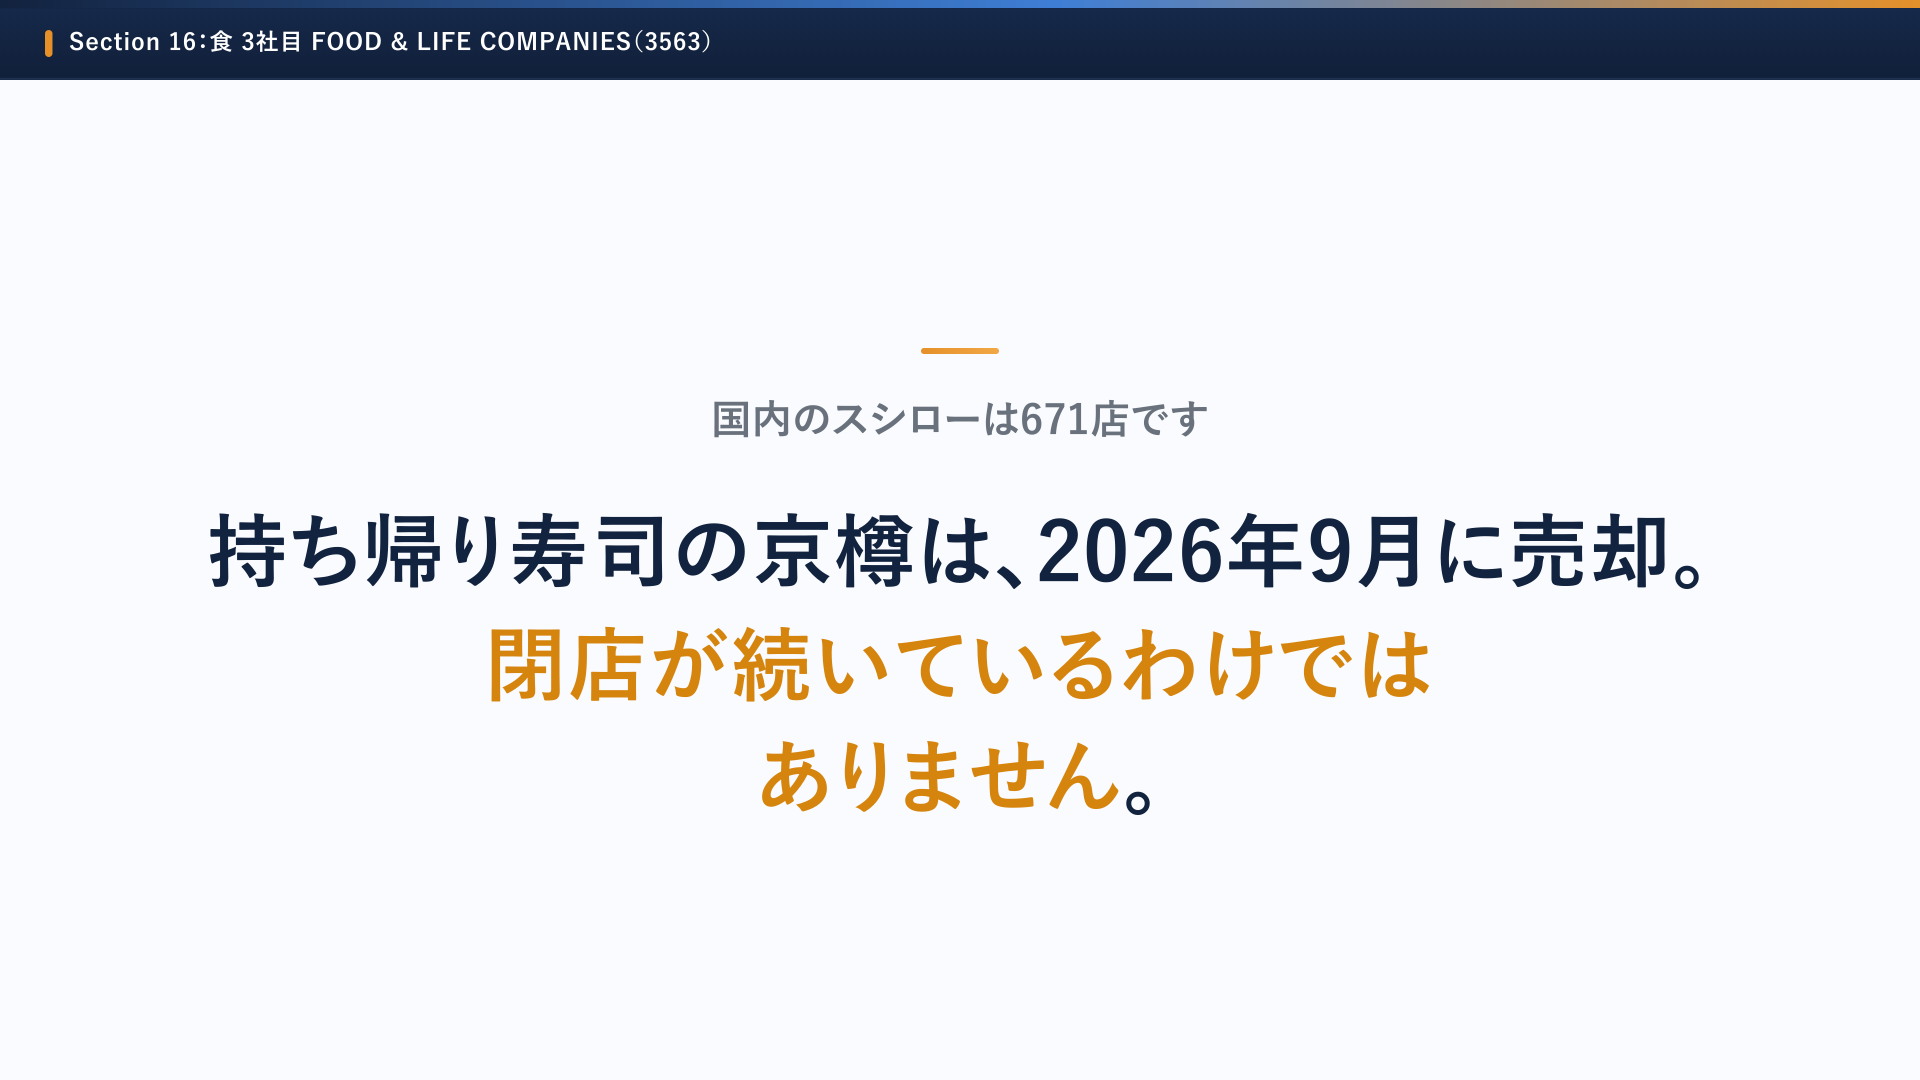 Section 16：食 3社目 FOOD & LIFE COMPANIES（3563）
国内のスシローは671店です
持ち帰り寿司の京樽は、2026年9月に売却。
閉店が続いているわけでは
ありません。